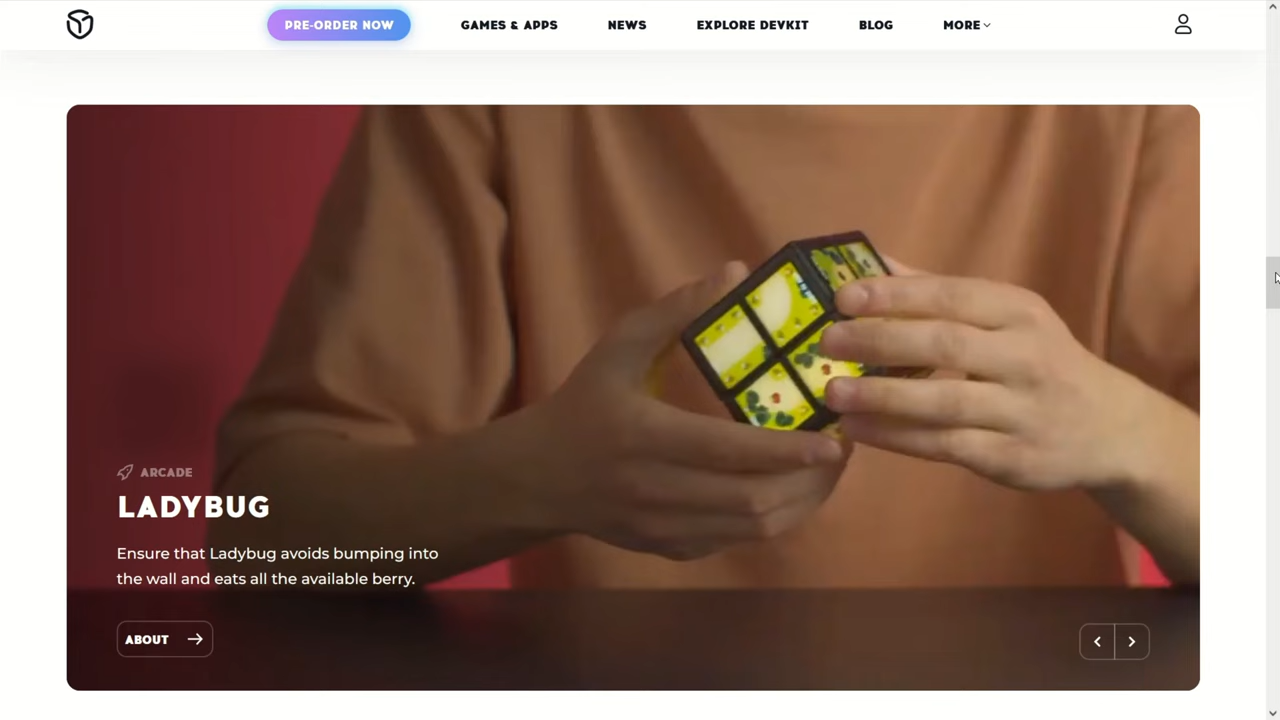 PRE-ORDER NOW
GAMES & APPS
NEWS
EXPLORE DEVKIT
BLOG
MORE
ARCADE
LADYBUG
Ensure that Ladybug avoids bumping into
the wall and eats all the available berry.
ABOUT